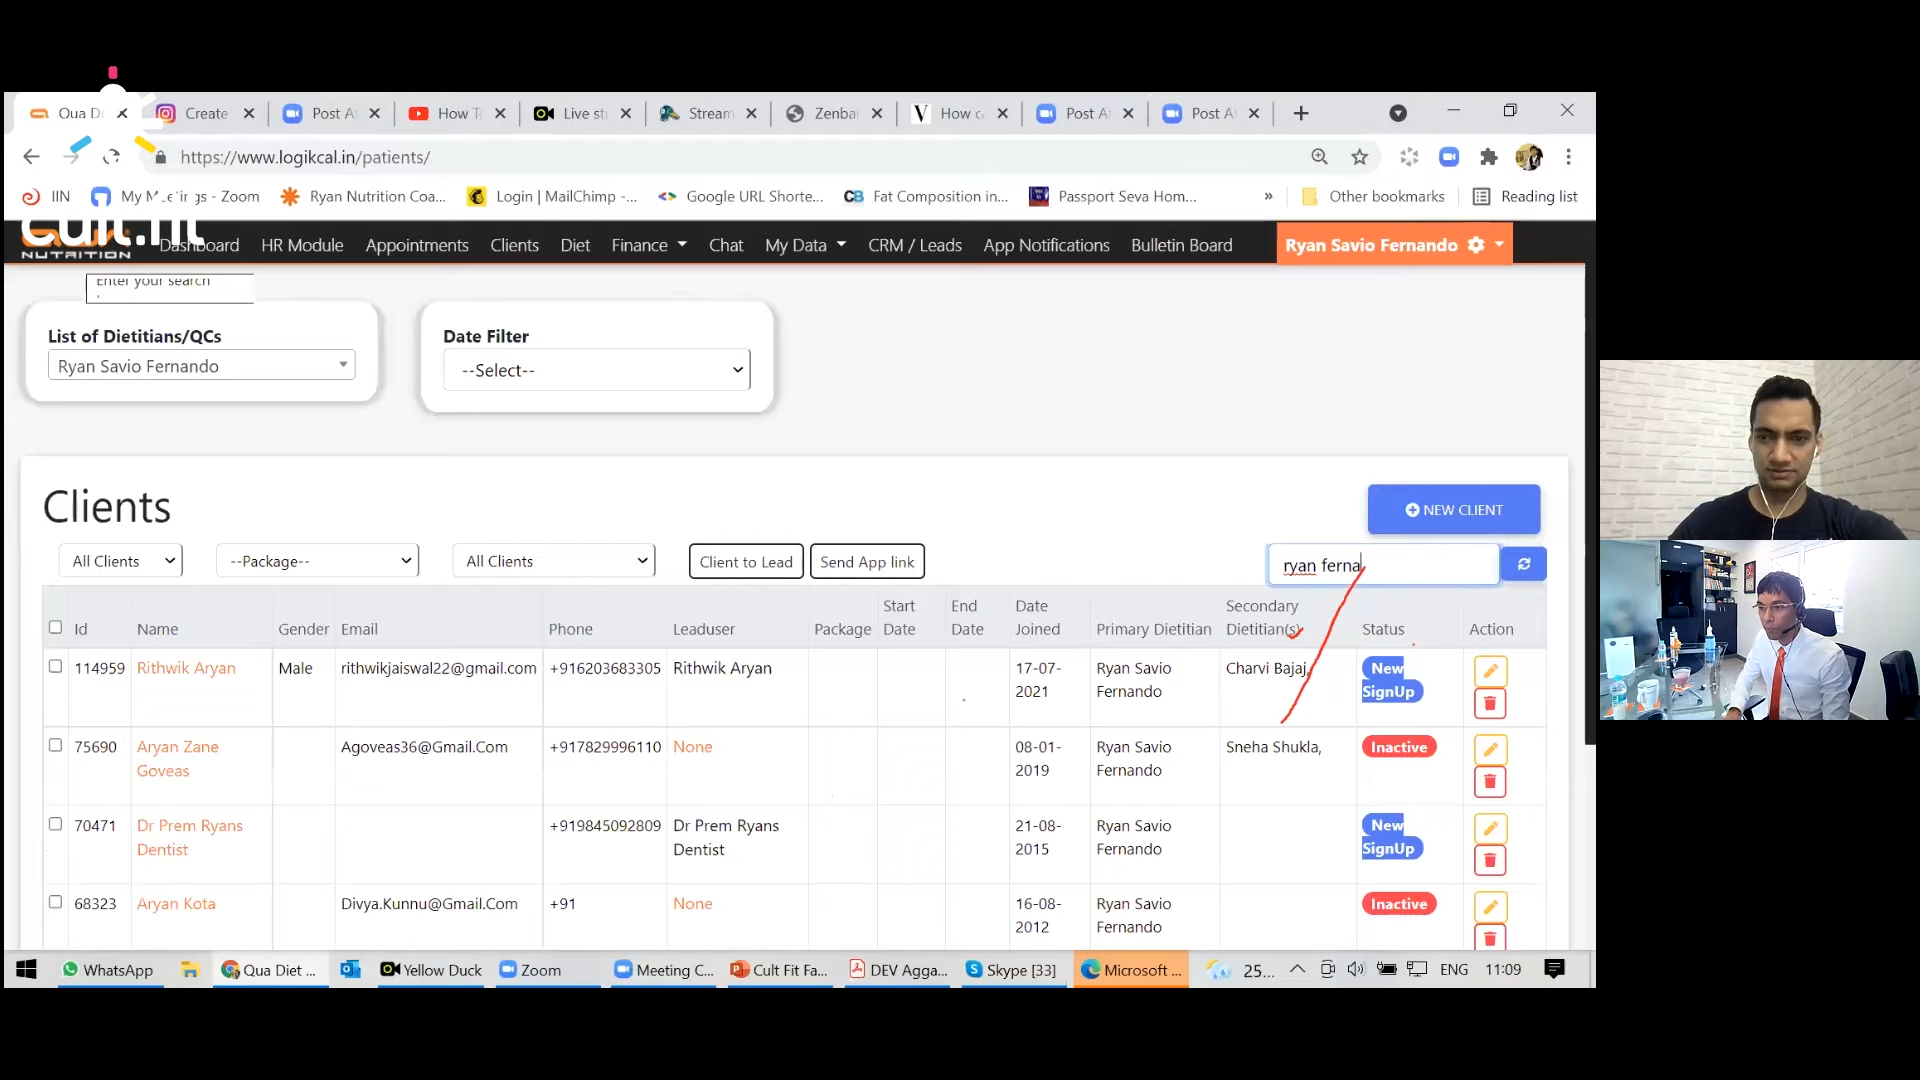 Qua Di
Create
Post A
How To
Live st
Stream
Zenba
How c
Post A
Post A
https://www.logikcal.in/patients/
IIN
Zoom
Ryan Nutrition Coa...
Login | MailChimp -...
Google URL Shorte...
Fat Composition in...
Passport Seva Hom...
»
Other bookmarks
Reading list
cult.fit
NUTRITION
Dashboard
HR Module
Appointments
Clients
Diet
Finance
Chat
My Data
CRM / Leads
App Notifications
Bulletin Board
Ryan Savio Fernando
Enter your search
List of Dietitians/QCs
Ryan Savio Fernando
Date Filter
--Select--
Clients
NEW CLIENT
All Clients
--Package--
All Clients
Client to Lead
Send App link
ryan ferna
Id Name Gender Email Phone Leaduser Package Start Date End Date Date Joined Primary Dietitian Secondary Dietitian(s) Status Action
114959 Rithwik Aryan Male rithwikjaiswal22@gmail.com +916203683305 Rithwik Aryan 17-07-2021 Ryan Savio Fernando Charvi Bajaj, New SignUp
75690 Aryan Zane Goveas Agoveas36@Gmail.Com +917829996110 None 08-01-2019 Ryan Savio Fernando Sneha Shukla, Inactive
70471 Dr Prem Ryans Dentist +919845092809 Dr Prem Ryans Dentist 21-08-2015 Ryan Savio Fernando New SignUp
68323 Aryan Kota Divya.Kunnu@Gmail.Com +91 None 16-08-2012 Ryan Savio Fernando Inactive
WhatsApp
Qua Diet ...
Yellow Duck
Zoom
Meeting C...
Cult Fit Fa...
DEV Agga...
Skype [33]
Microsoft ...
25...
ENG
11:09